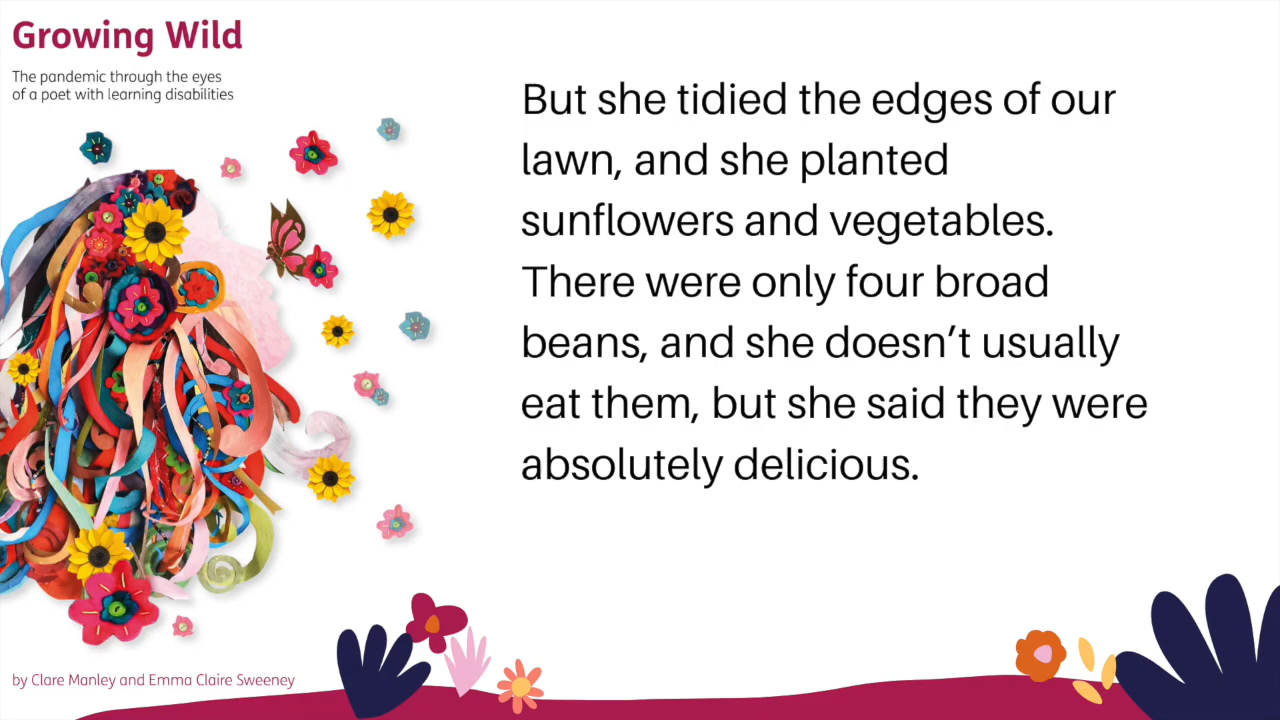 Growing Wild
The pandemic through the eyes
of a poet with learning disabilities
But she tidied the edges of our
lawn, and she planted
sunflowers and vegetables.
There were only four broad
beans, and she doesn’t usually
eat them, but she said they were
absolutely delicious.
by Clare Manley and Emma Claire Sweeney